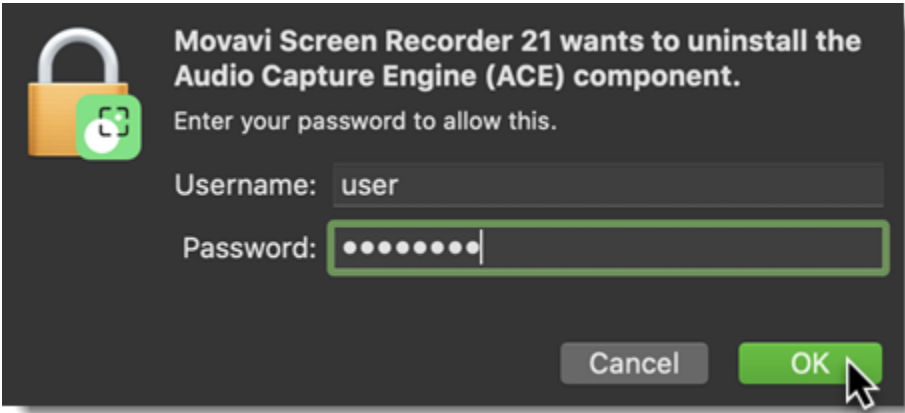 Movavi Screen Recorder 21 wants to uninstall the
Audio Capture Engine (ACE) component.
Enter your password to allow this.
Username: user
Password: ••••••••
Cancel OK